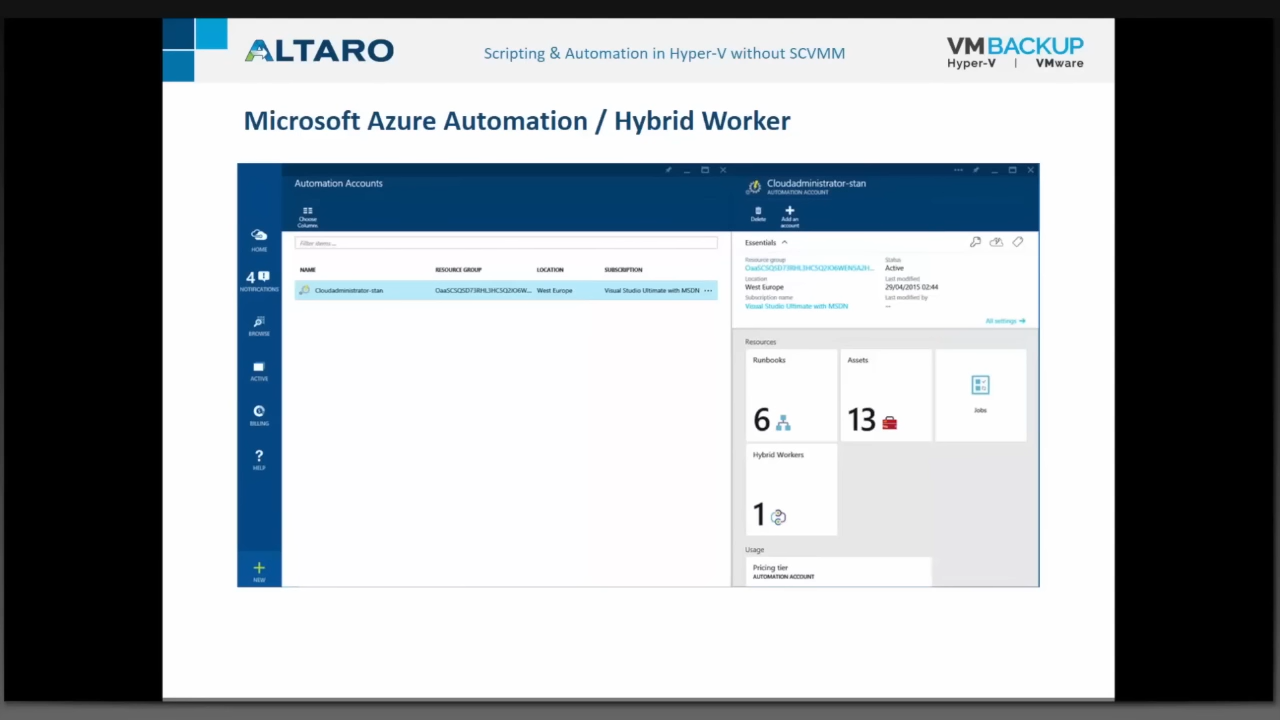 ALTARO
Scripting & Automation in Hyper-V without SCVMM
VMBACKUP
Hyper-V | VMware
Microsoft Azure Automation / Hybrid Worker
Automation Accounts
Choose
Columns
Filter items ...
NAME RESOURCE GROUP LOCATION SUBSCRIPTION
Cloudadministrator-stan West Europe Visual Studio Ultimate with MSDN ...
HOME
4
NOTIFICATIONS
BROWSE
ACTIVE
BILLING
?
HELP
NEW
Cloudadministrator-stan
AUTOMATION ACCOUNT
Delete
Add an
account
Essentials
Resource group
Status
Active
Location
West Europe
Last modified
29/04/2015 02:44
Subscription name
Visual Studio Ultimate with MSDN
Last modified by
--
All settings →
Resources
Runbooks
6
Assets
13
Jobs
Hybrid Workers
1
Usage
Pricing tier
AUTOMATION ACCOUNT